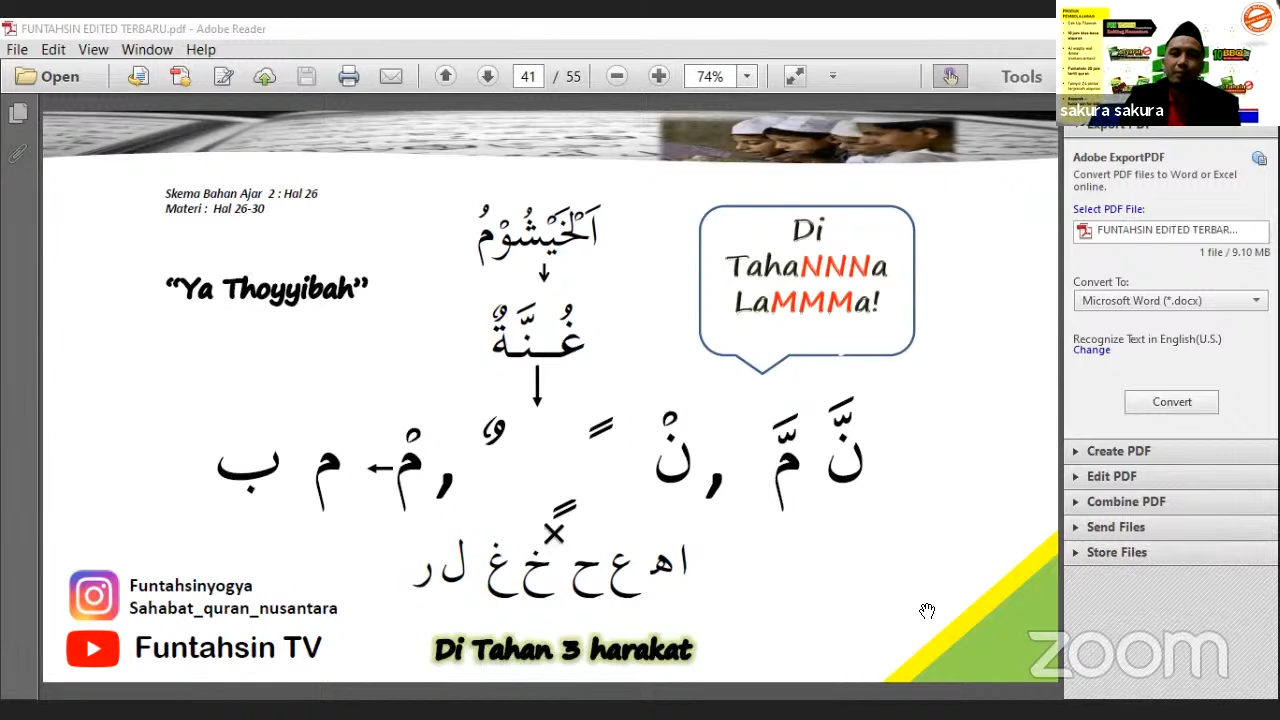 FUNTAHSIN EDITED TERBARU.pdf - Adobe Reader
File Edit View Window Help
Open 41 / 55 74% Tools
sakura sakura
Skema Bahan Ajar 2 : Hal 26
Materi : Hal 26-30
“Ya Thoyyibah”
اَلْخَيْشُوْمُ
غُـنَّـةٌ
Di
TahaNNNa
LaMMMa!
نَّ مَّ , نْ ـً ـٌ , مْ م ب
ـٍ
ا ه ع ح خ غ ل ر
Di Tahan 3 harakat
Funtahsinyogya
Sahabat_quran_nusantara
Funtahsin TV
Adobe ExportPDF
Convert PDF files to Word or Excel
online.
Select PDF File:
FUNTAHSIN EDITED TERBAR...
1 file / 9.10 MB
Convert To:
Microsoft Word (*.docx)
Recognize Text in English(U.S.)
Change
Convert
Create PDF
Edit PDF
Combine PDF
Send Files
Store Files
zoom